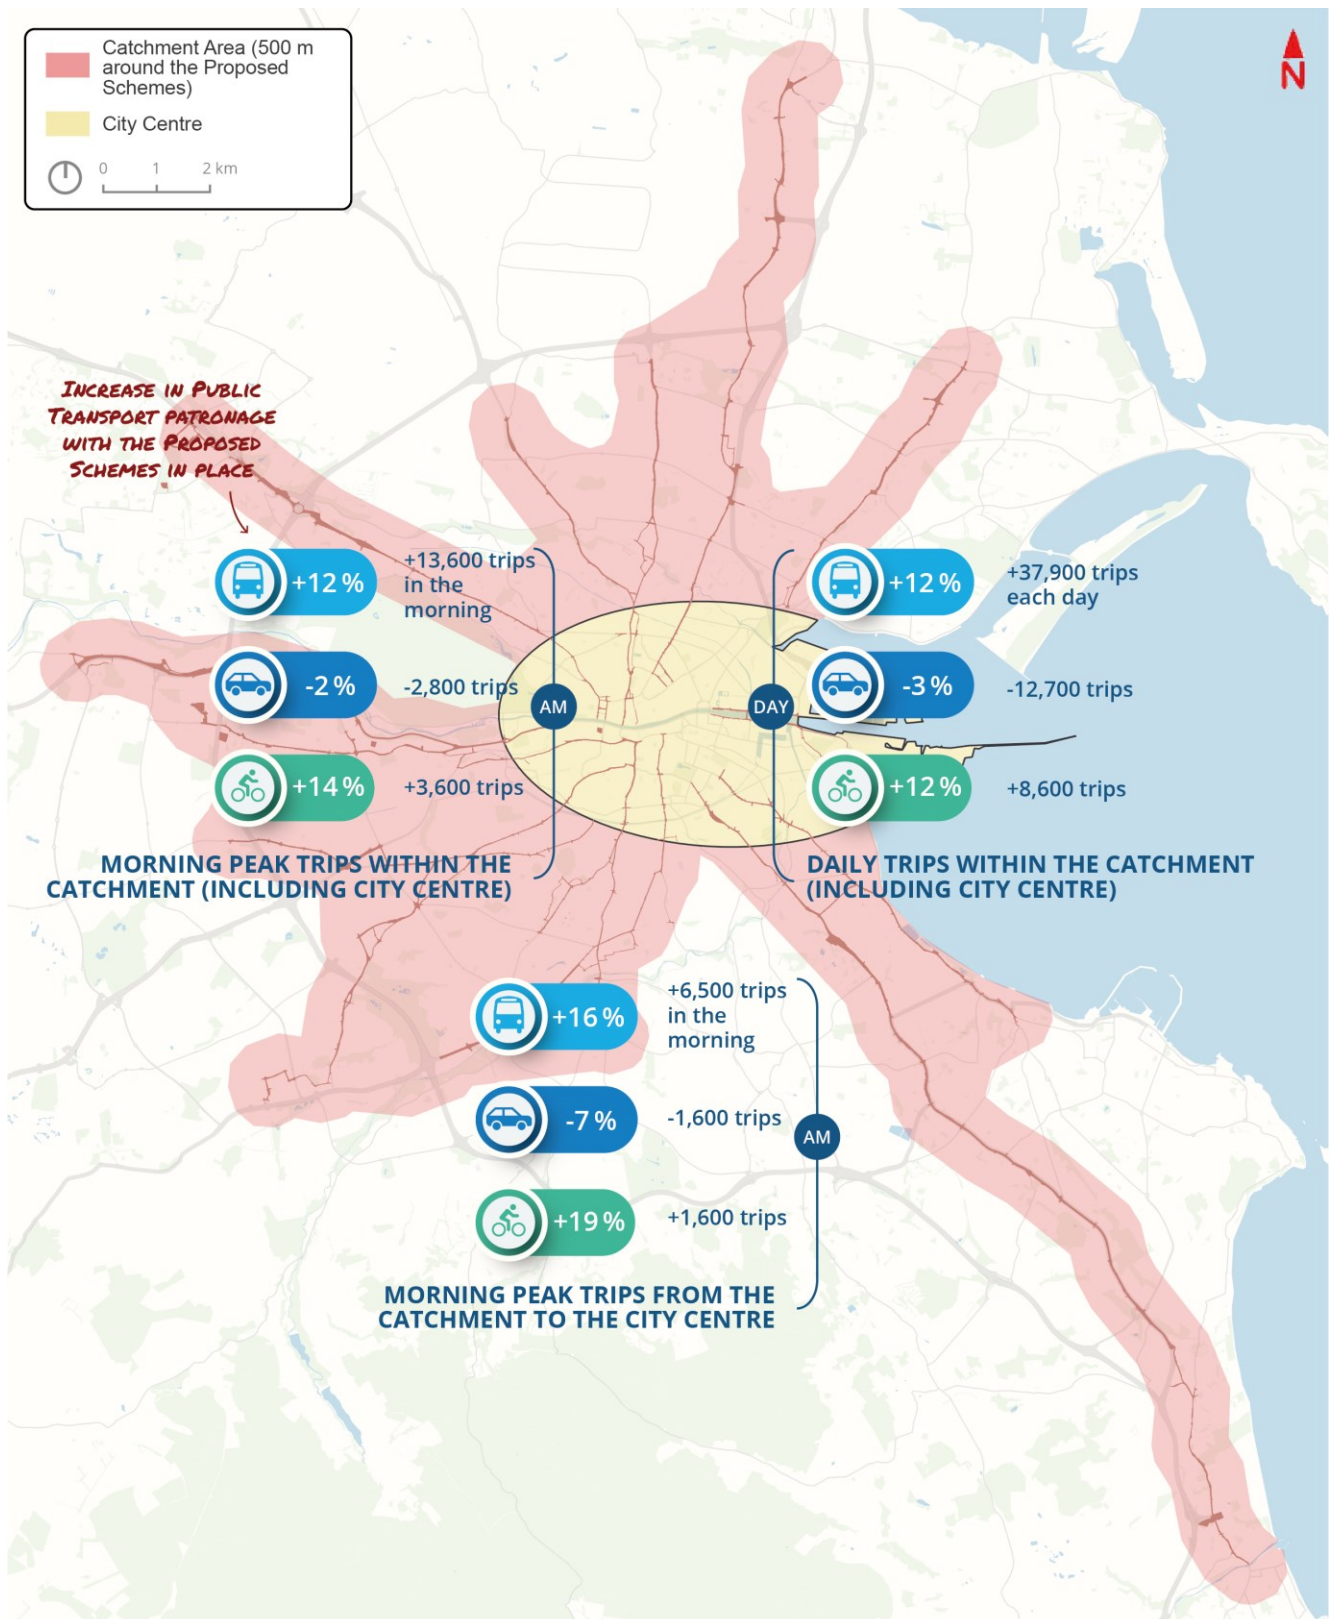 Catchment Area (500 m
around the Proposed
Schemes)
City Centre
0 1 2 km
N
INCREASE IN PUBLIC
TRANSPORT PATRONAGE
WITH THE PROPOSED
SCHEMES IN PLACE
+12 %
+13,600 trips
in the
morning
-2 %
-2,800 trips
AM
+14 %
+3,600 trips
MORNING PEAK TRIPS WITHIN THE
CATCHMENT (INCLUDING CITY CENTRE)
+12 %
+37,900 trips
each day
DAY
-3 %
-12,700 trips
+12 %
+8,600 trips
DAILY TRIPS WITHIN THE CATCHMENT
(INCLUDING CITY CENTRE)
+16 %
+6,500 trips
in the
morning
-7 %
-1,600 trips
AM
+19 %
+1,600 trips
MORNING PEAK TRIPS FROM THE
CATCHMENT TO THE CITY CENTRE